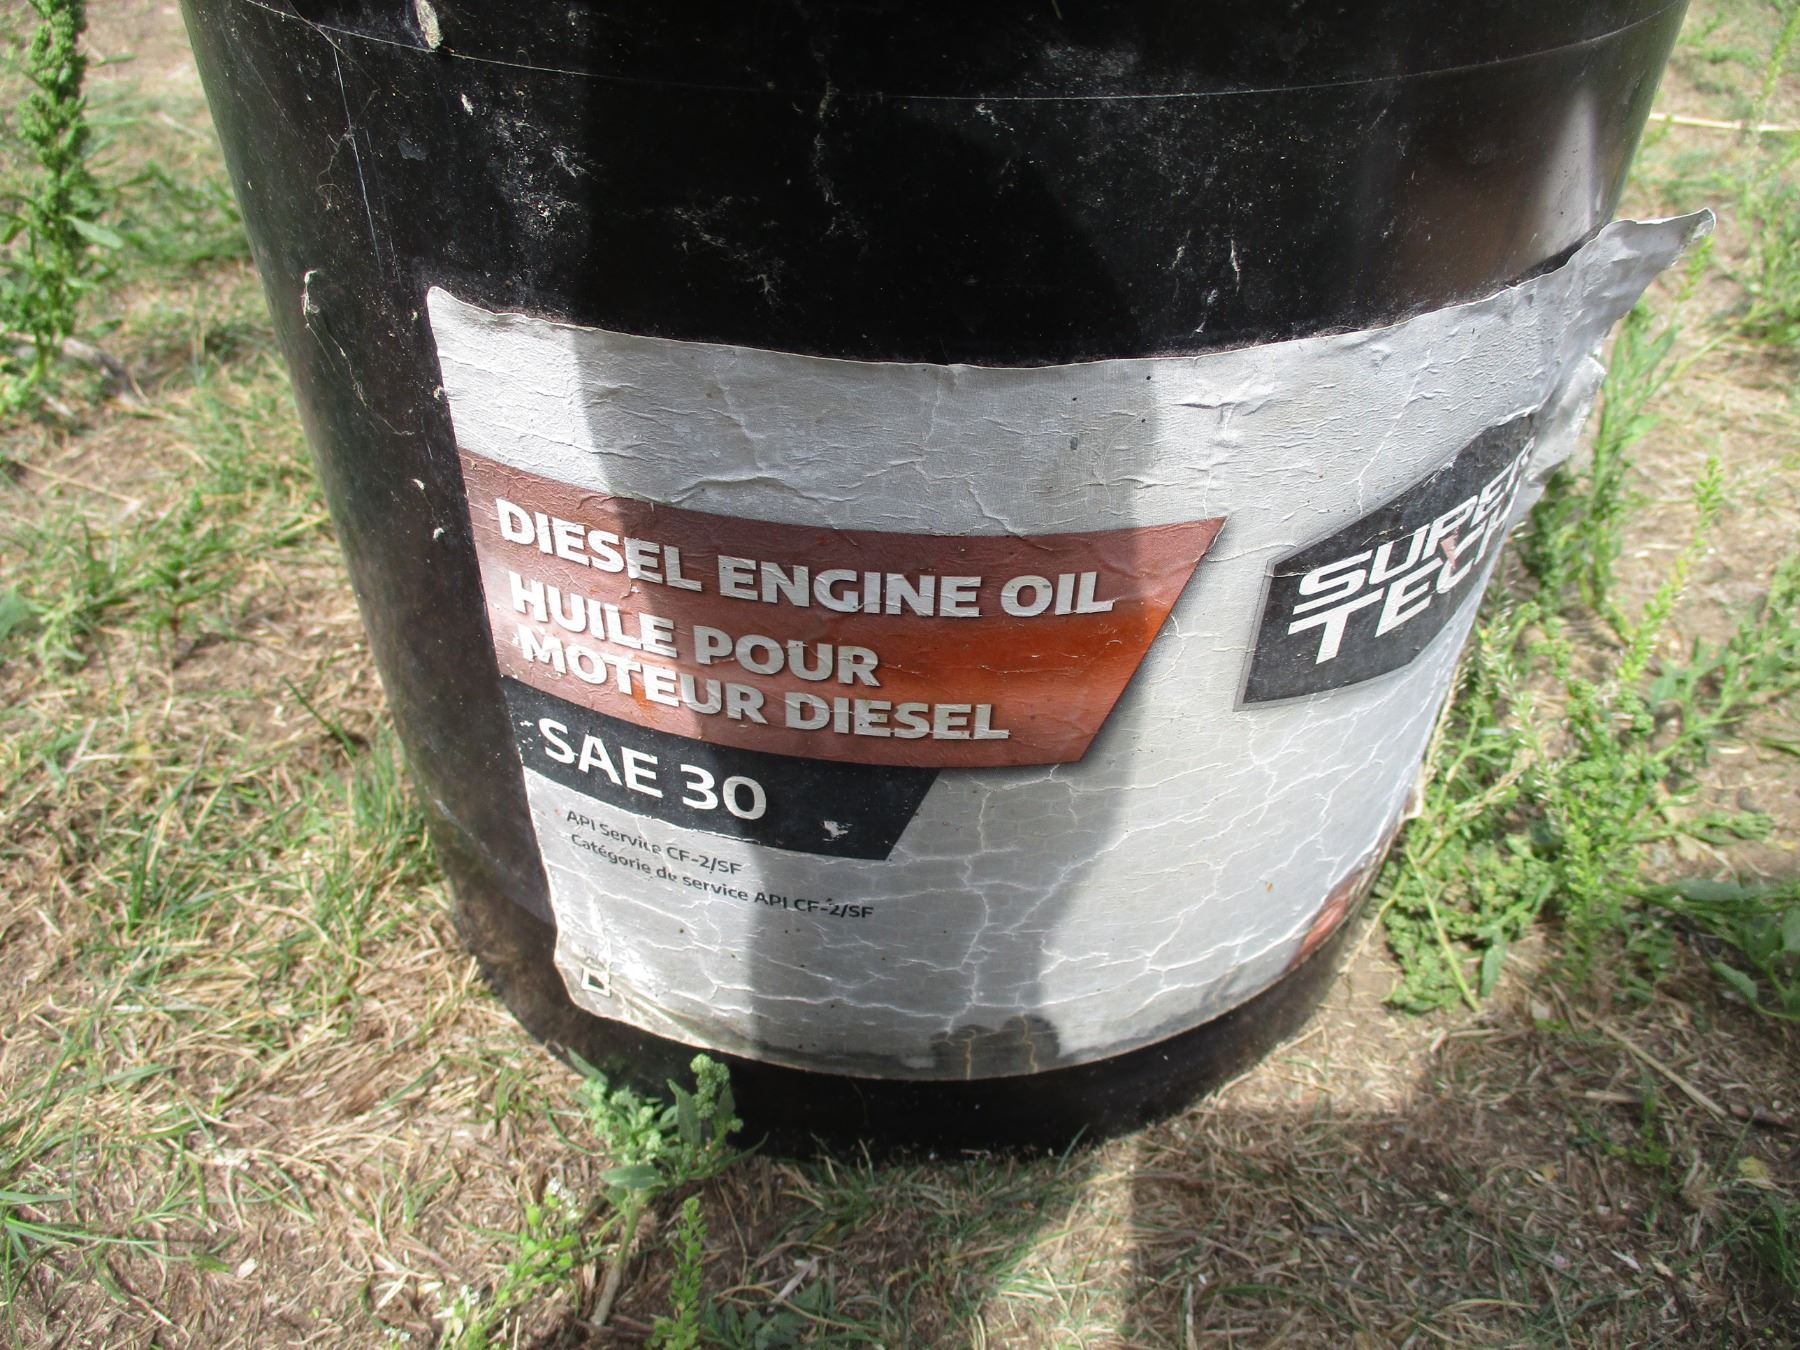 DIESEL ENGINE OIL
HUILE POUR
MOTEUR DIESEL
SAE 30
API Service CF-2/SF
Catégorie de service API CF-2/SF
SUPER
TECH